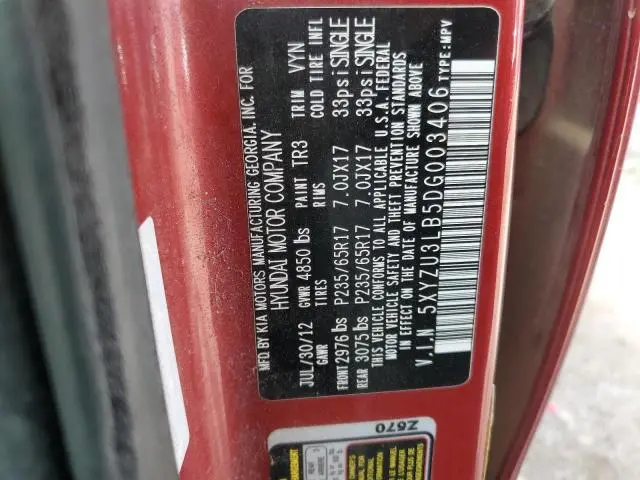 MFD.BY KIA MOTORS MANUFACTURING GEORGIA, INC. FOR
HYUNDAI MOTOR COMPANY
JUL/30/12 GVWR 4850 lbs PAINT TR3 TRIM VYN
GAWR TIRES RIMS COLD TIRE INFL
FRONT 2976 lbs P235/65R17 7.0JX17 33psi SINGLE
REAR 3075 lbs P235/65R17 7.0JX17 33psi SINGLE
THIS VEHICLE CONFORMS TO ALL APPLICABLE U.S.A. FEDERAL
MOTOR VEHICLE SAFETY AND THEFT PREVENTION STANDARDS
IN EFFECT ON THE DATE OF MANUFACTURE SHOWN ABOVE
V.I.N 5XYZU3LB5DG003406 TYPE:MPV
Z670